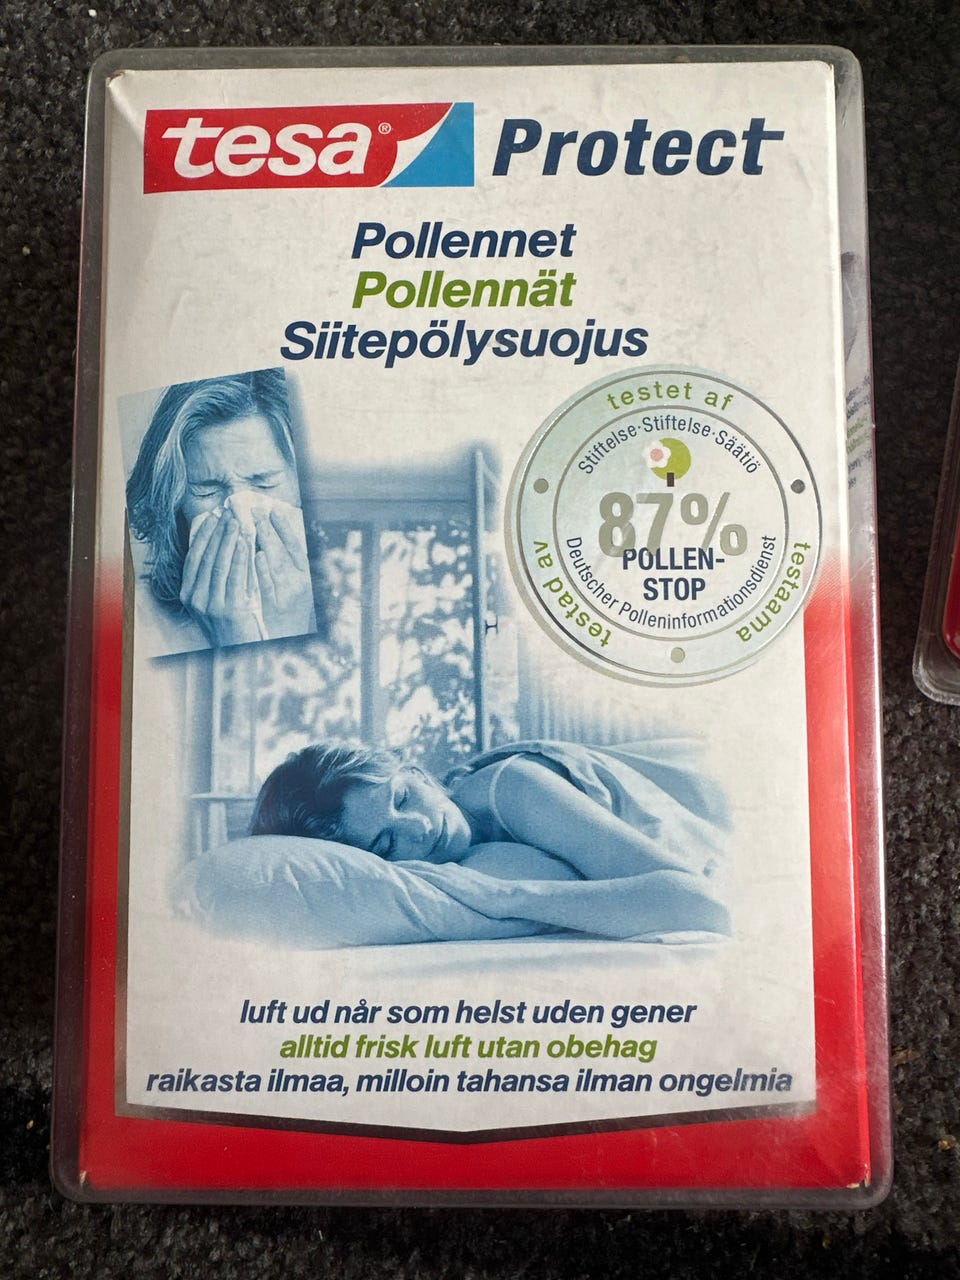 tesa® Protect
Pollennet
Pollennät
Siitepölysuojus
testet af
Stiftelse·Stiftelse·Säätiö
87%
POLLEN-
STOP
Deutscher Polleninformationsdienst
testad av
testaama
luft ud når som helst uden gener
alltid frisk luft utan obehag
raikasta ilmaa, milloin tahansa ilman ongelmia